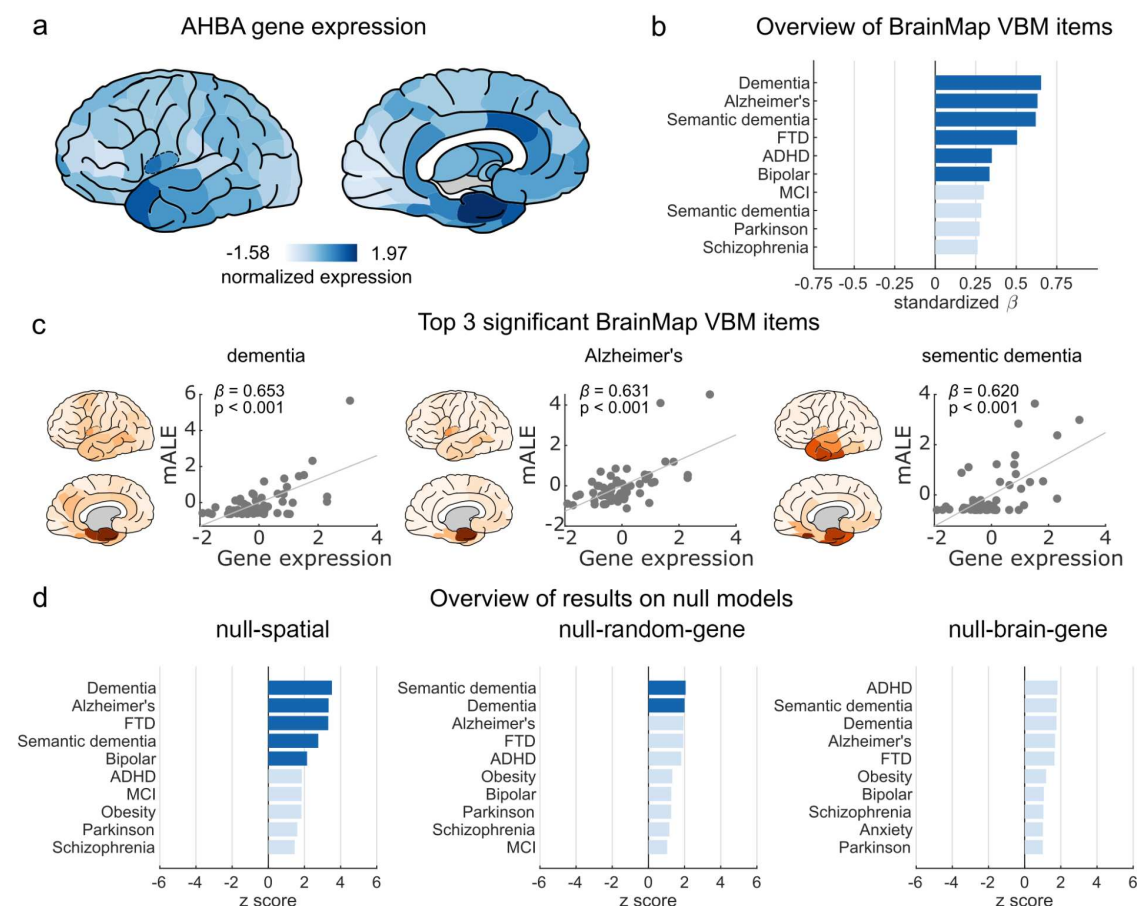 a
AHBA gene expression
-1.58 1.97
normalized expression
b
Overview of BrainMap VBM items
Dementia
Alzheimer's
Semantic dementia
FTD
ADHD
Bipolar
MCI
Semantic dementia
Parkinson
Schizophrenia
-0.75 -0.5 -0.25 0 0.25 0.5 0.75
standardized β
c
Top 3 significant BrainMap VBM items
dementia
β = 0.653
p < 0.001
mALE
6
4
2
0
-2 0 2 4
Gene expression
Alzheimer's
β = 0.631
p < 0.001
mALE
4
2
0
-2
-2 0 2 4
Gene expression
sementic dementia
β = 0.620
p < 0.001
mALE
4
2
0
-2 0 2 4
Gene expression
d
Overview of results on null models
null-spatial
Dementia
Alzheimer's
FTD
Semantic dementia
Bipolar
ADHD
MCI
Obesity
Parkinson
Schizophrenia
-6 -4 -2 0 2 4 6
z score
null-random-gene
Semantic dementia
Dementia
Alzheimer's
FTD
ADHD
Obesity
Bipolar
Parkinson
Schizophrenia
MCI
-6 -4 -2 0 2 4 6
z score
null-brain-gene
ADHD
Semantic dementia
Dementia
Alzheimer's
FTD
Obesity
Bipolar
Schizophrenia
Anxiety
Parkinson
-6 -4 -2 0 2 4 6
z score